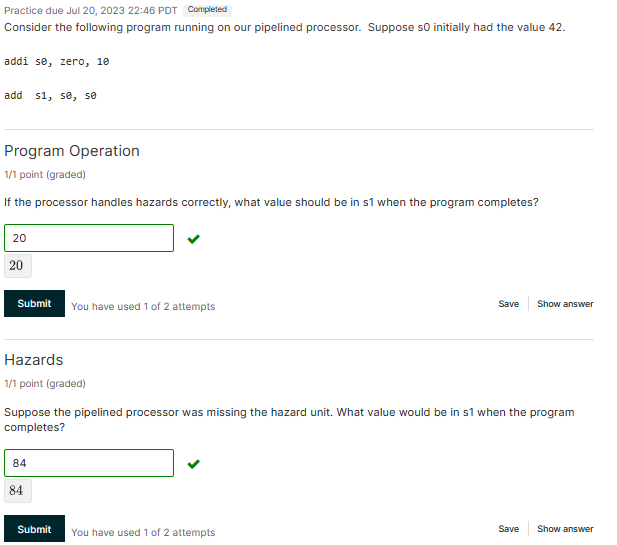 Practice due Jul 20, 2023 22:46 PDT Completed
Consider the following program running on our pipelined processor. Suppose s0 initially had the value 42.
addi s0, zero, 10
add s1, s0, s0
Program Operation
1/1 point (graded)
If the processor handles hazards correctly, what value should be in s1 when the program completes?
20
20
Submit You have used 1 of 2 attempts Save Show answer
Hazards
1/1 point (graded)
Suppose the pipelined processor was missing the hazard unit. What value would be in s1 when the program
completes?
84
84
Submit You have used 1 of 2 attempts Save Show answer